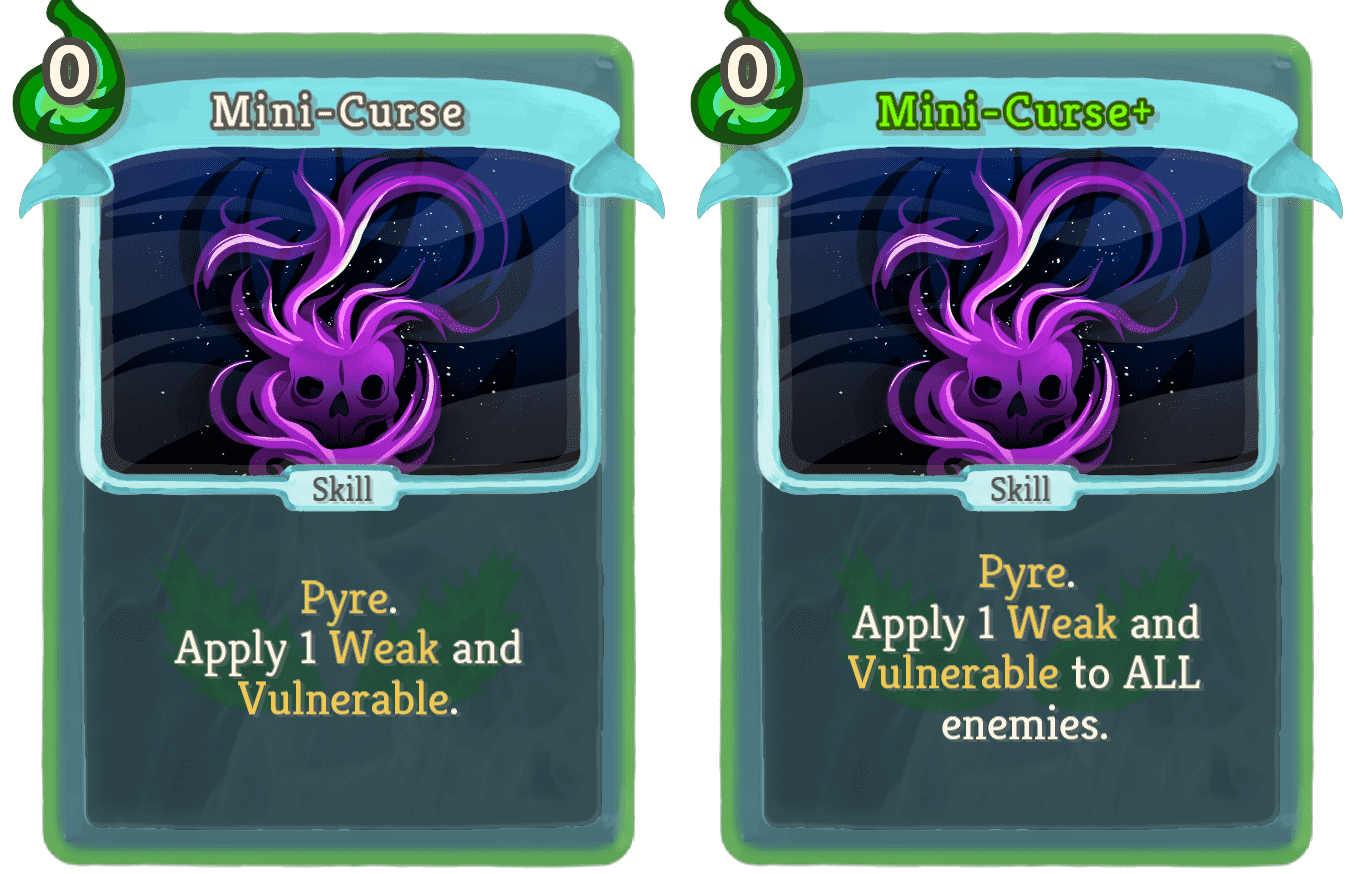 0
Mini-Curse
Skill
Pyre.
Apply 1 Weak and
Vulnerable.
0
Mini-Curse+
Skill
Pyre.
Apply 1 Weak and
Vulnerable to ALL
enemies.